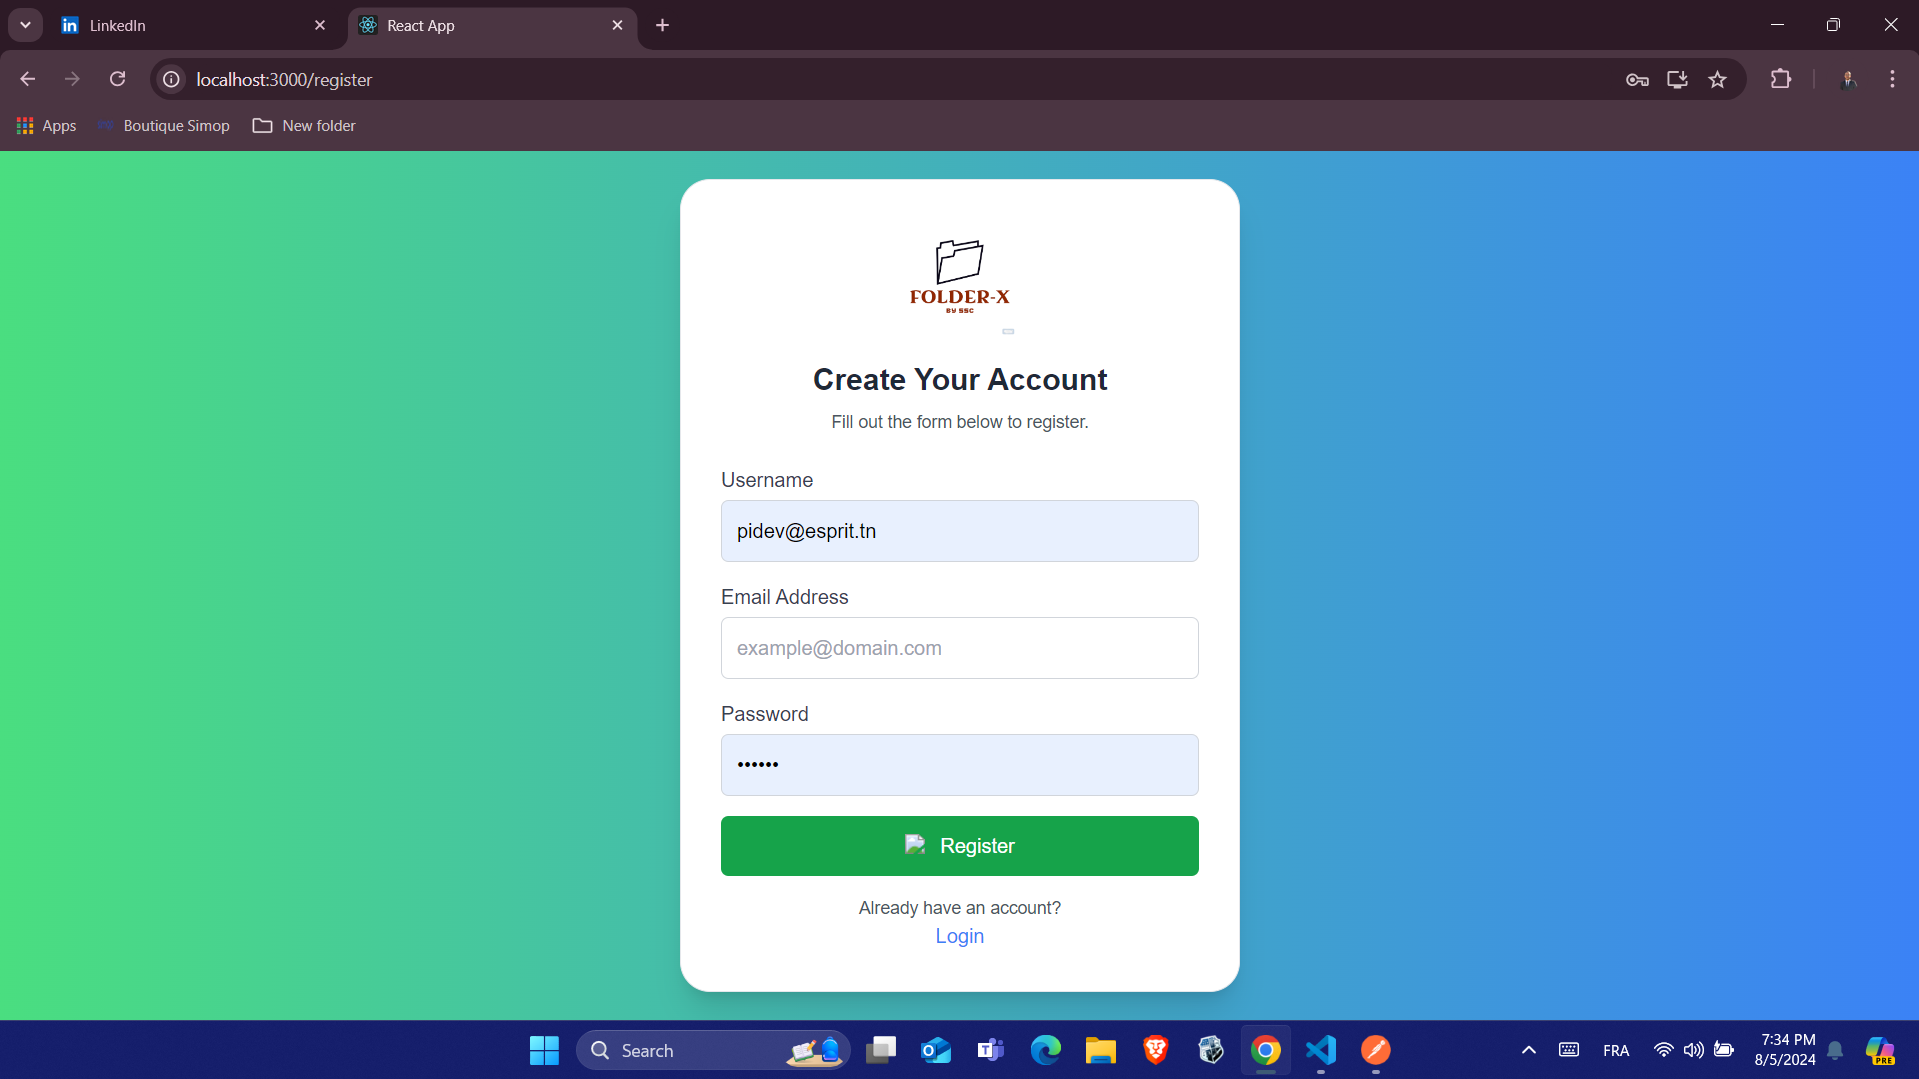 LinkedIn
React App
localhost:3000/register
Apps
Boutique Simop
New folder
FOLDER-X
BY SSC
Create Your Account
Fill out the form below to register.
Username
pidev@esprit.tn
Email Address
example@domain.com
Password
••••••
Register
Already have an account?
Login
Search
FRA
7:34 PM
8/5/2024
PRE